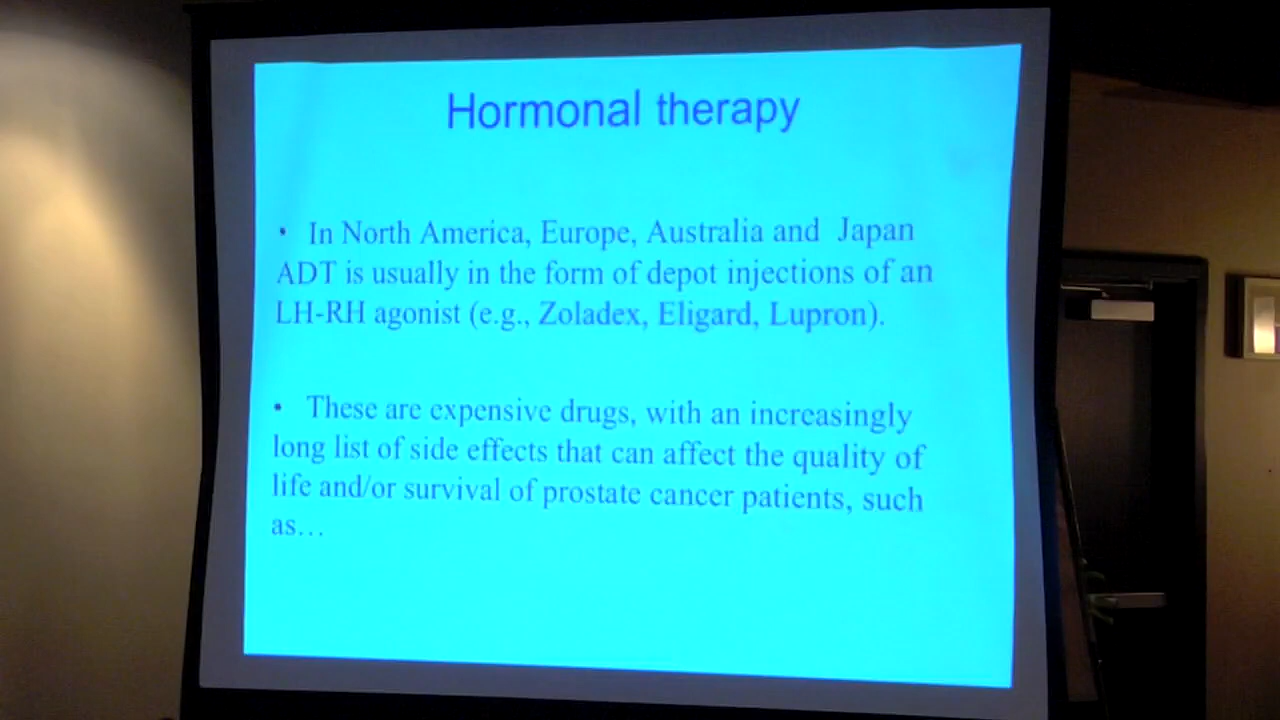 Hormonal therapy
• In North America, Europe, Australia and Japan
ADT is usually in the form of depot injections of an
LH-RH agonist (e.g., Zoladex, Eligard, Lupron).
• These are expensive drugs, with an increasingly
long list of side effects that can affect the quality of
life and/or survival of prostate cancer patients, such
as…